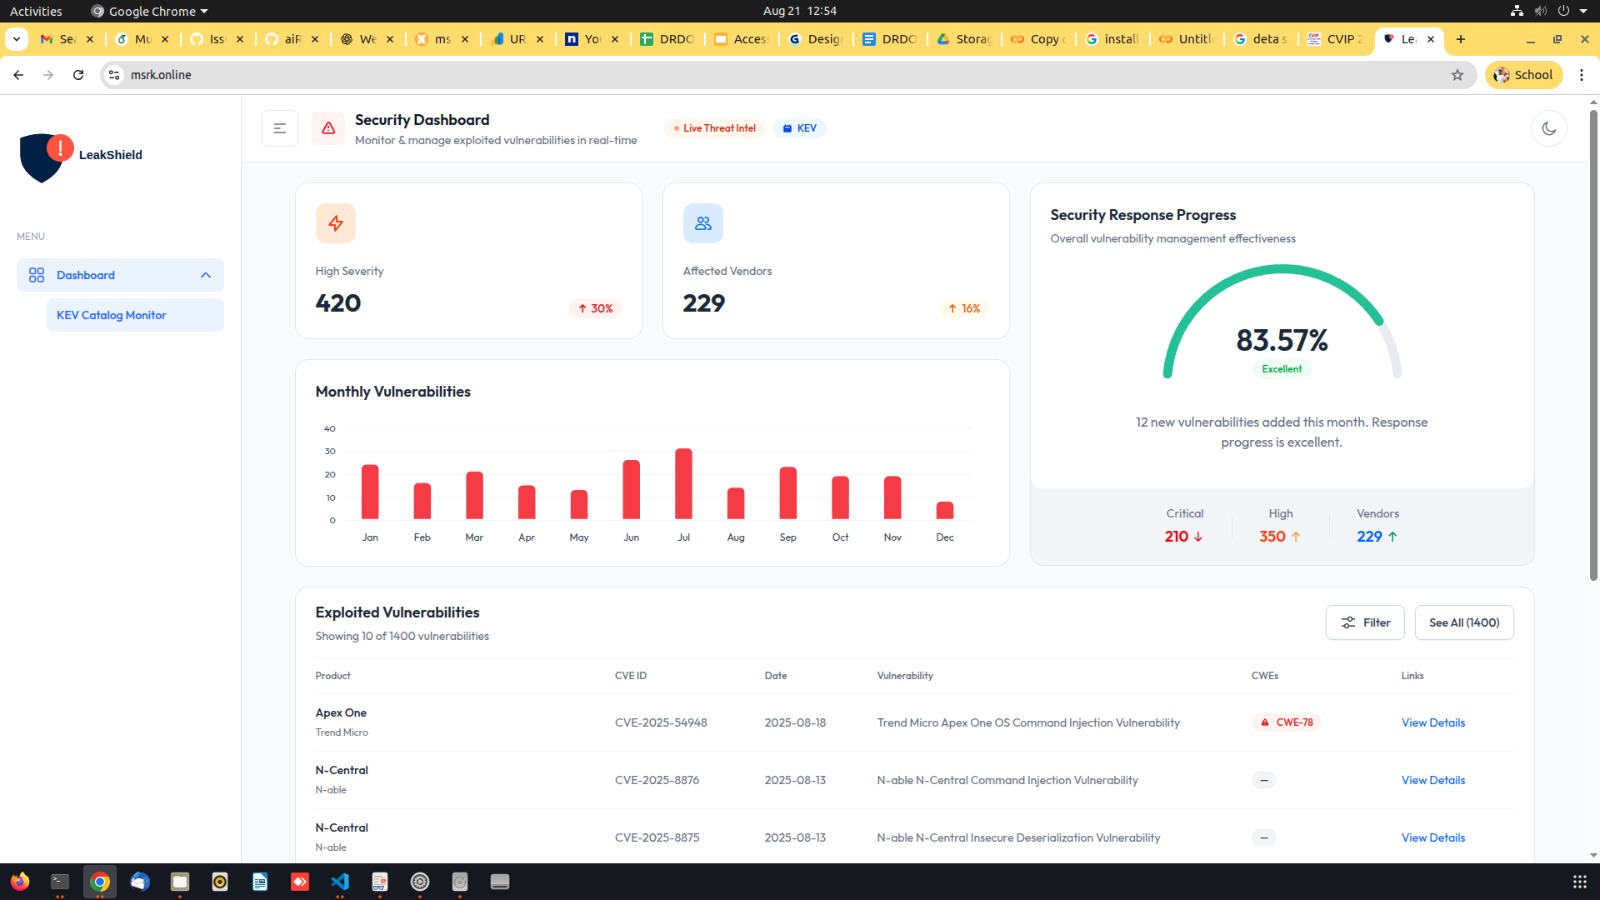 Activities
Google Chrome
Aug 21 12:54
Se
Mu
Iss
aiR
We
ms
UR
You
DRDO
Acces
Desig
DRDO
Storag
Copy
install
Untitl
deta s
CVIP 2
Le
msrk.online
School
LeakShield
MENU
Dashboard
KEV Catalog Monitor
Security Dashboard
Monitor & manage exploited vulnerabilities in real-time
Live Threat Intel
KEV
High Severity
420
↑ 30%
Affected Vendors
229
↑ 16%
Security Response Progress
Overall vulnerability management effectiveness
83.57%
Excellent
12 new vulnerabilities added this month. Response
progress is excellent.
Critical High Vendors
210 ↓ 350 ↑ 229 ↑
Monthly Vulnerabilities
40
30
20
10
0
Jan Feb Mar Apr May Jun Jul Aug Sep Oct Nov Dec
Exploited Vulnerabilities
Showing 10 of 1400 vulnerabilities
Filter
See All (1400)
Product CVE ID Date Vulnerability CWEs Links
Apex One
Trend Micro
CVE-2025-54948 2025-08-18 Trend Micro Apex One OS Command Injection Vulnerability CWE-78 View Details
N-Central
N-able
CVE-2025-8876 2025-08-13 N-able N-Central Command Injection Vulnerability – View Details
N-Central
N-able
CVE-2025-8875 2025-08-13 N-able N-Central Insecure Deserialization Vulnerability – View Details